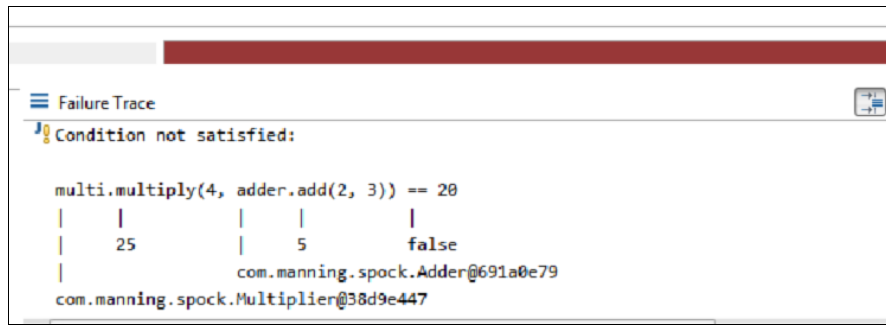 Failure Trace
Condition not satisfied:
multi.multiply(4, adder.add(2, 3)) == 20
| | | | |
| 25 | 5 false
| com.manning.spock.Adder@691a0e79
com.manning.spock.Multiplier@38d9e447